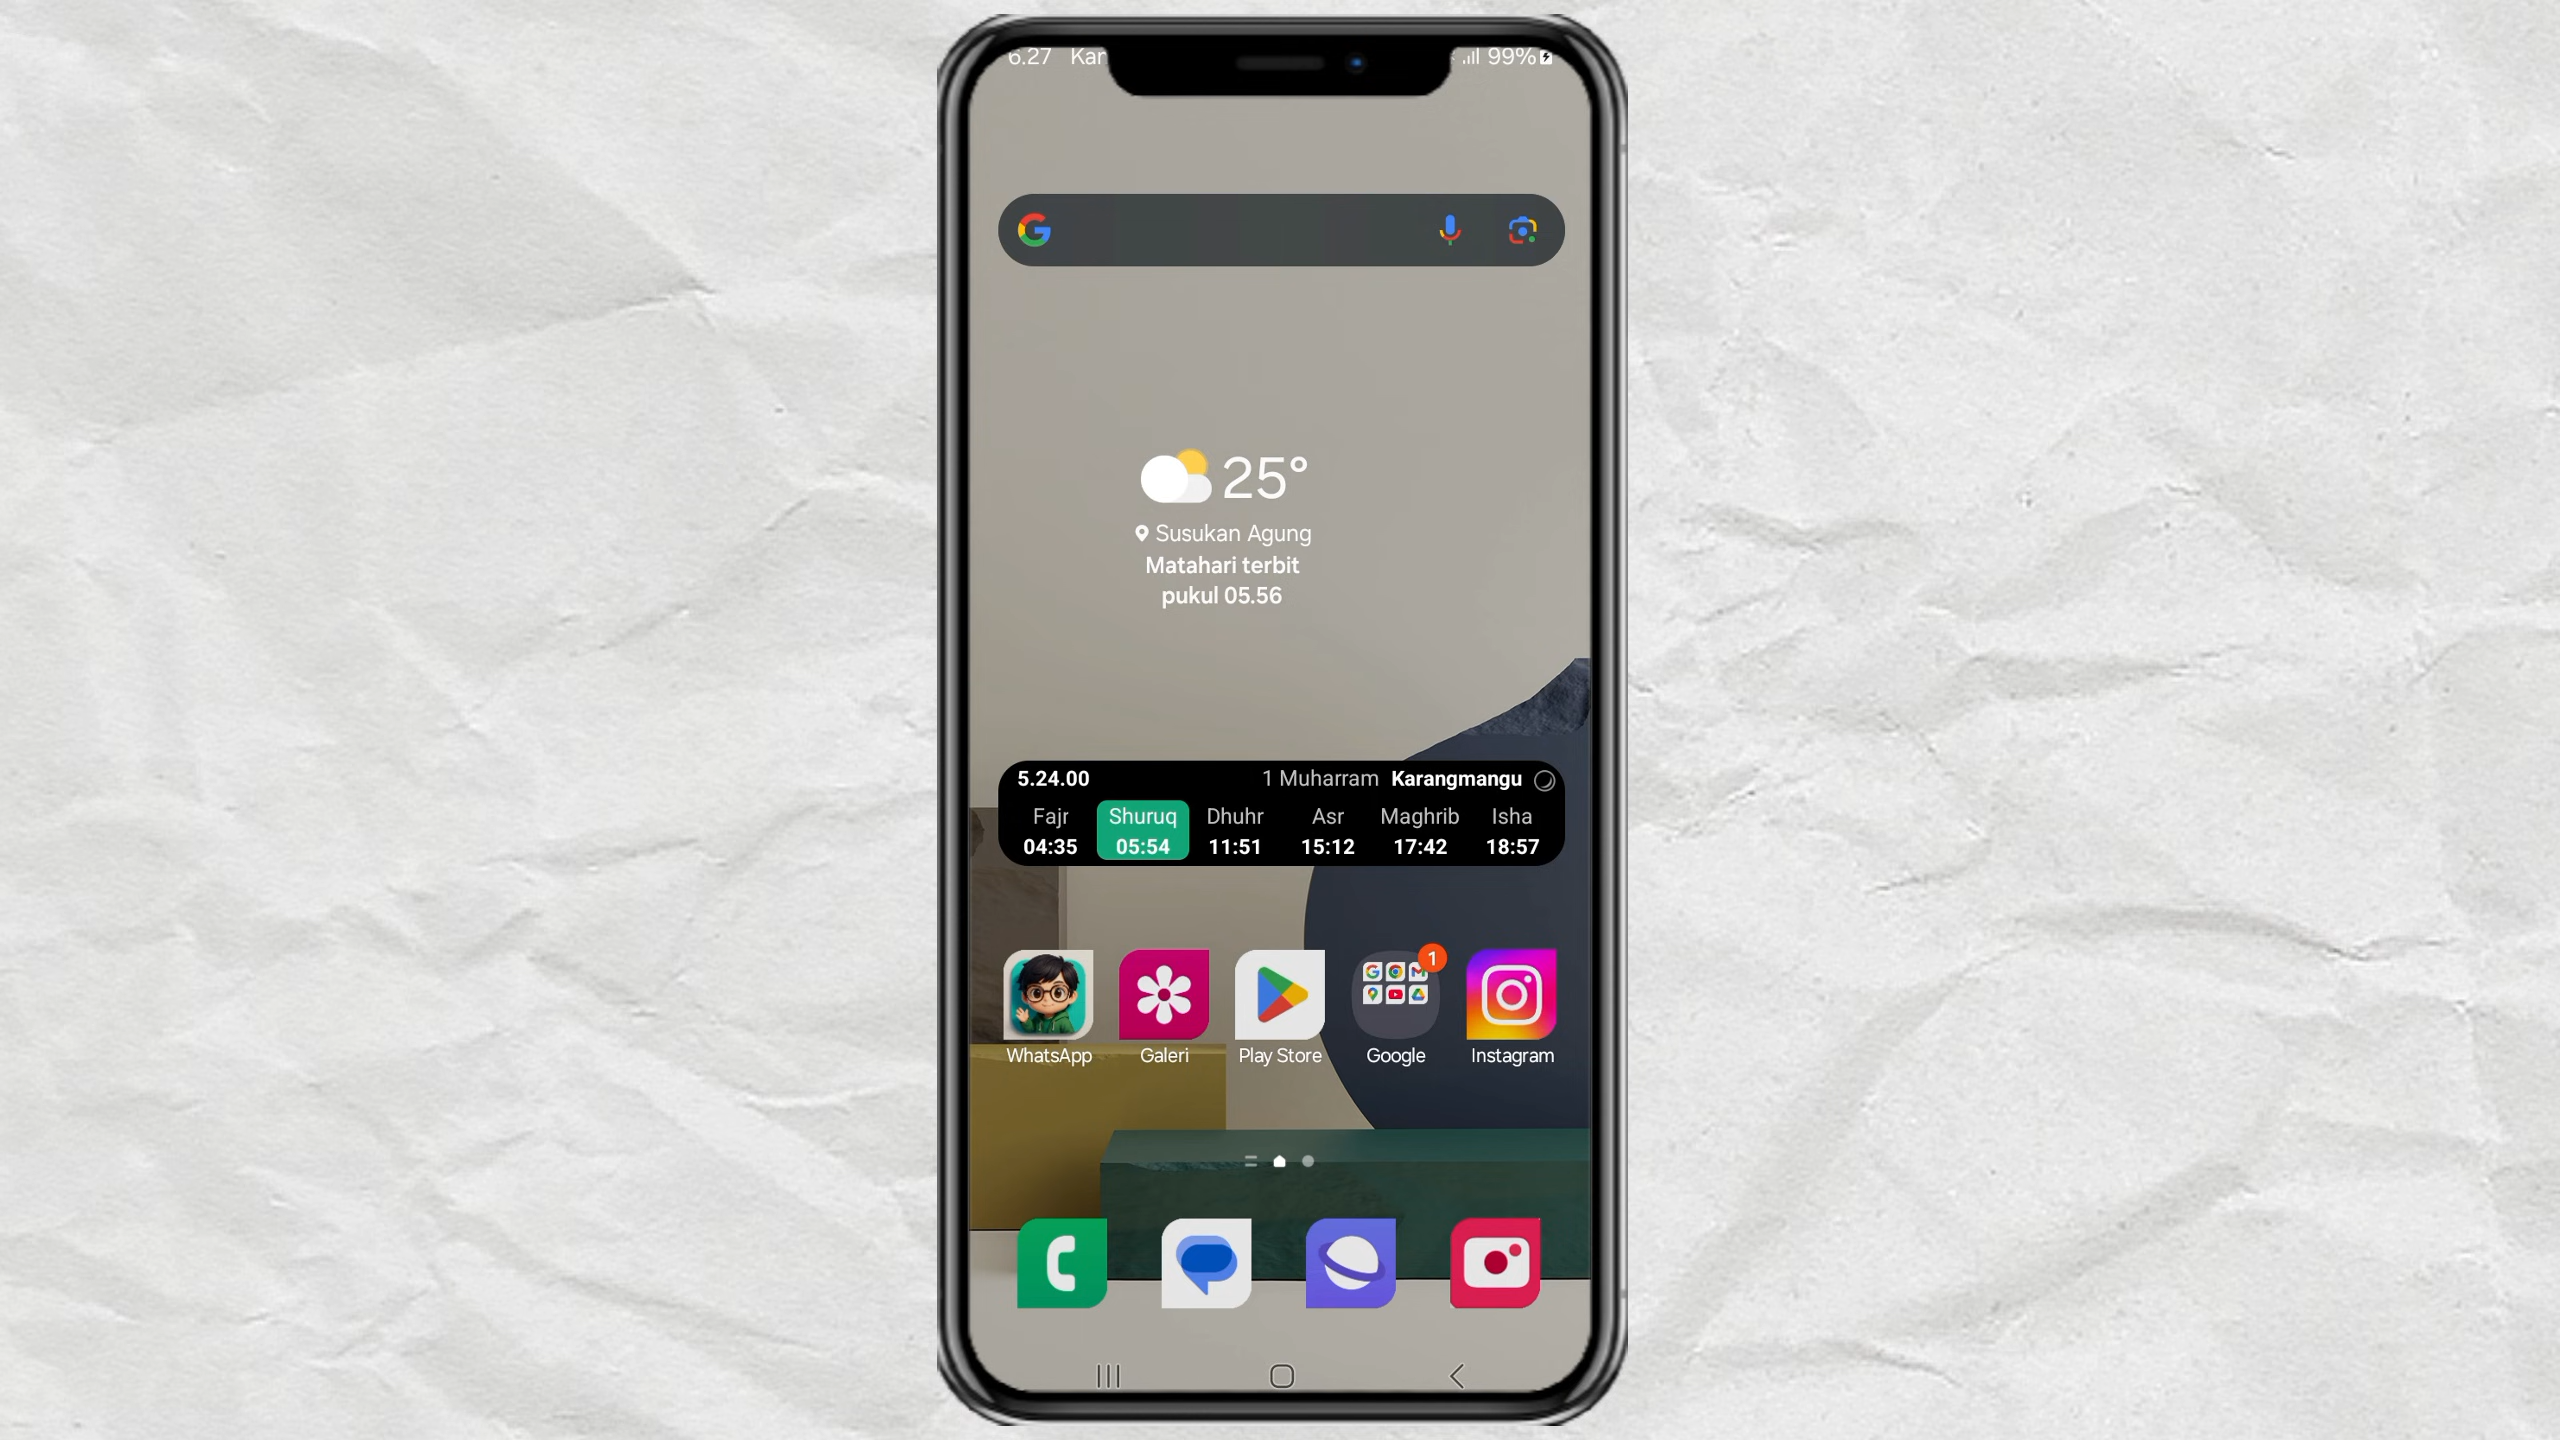 6.27 Kar 99%
25°
Susukan Agung
Matahari terbit
pukul 05.56
5.24.00 1 Muharram Karangmangu
Fajr Shuruq Dhuhr Asr Maghrib Isha
04:35 05:54 11:51 15:12 17:42 18:57
1
WhatsApp Galeri Play Store Google Instagram